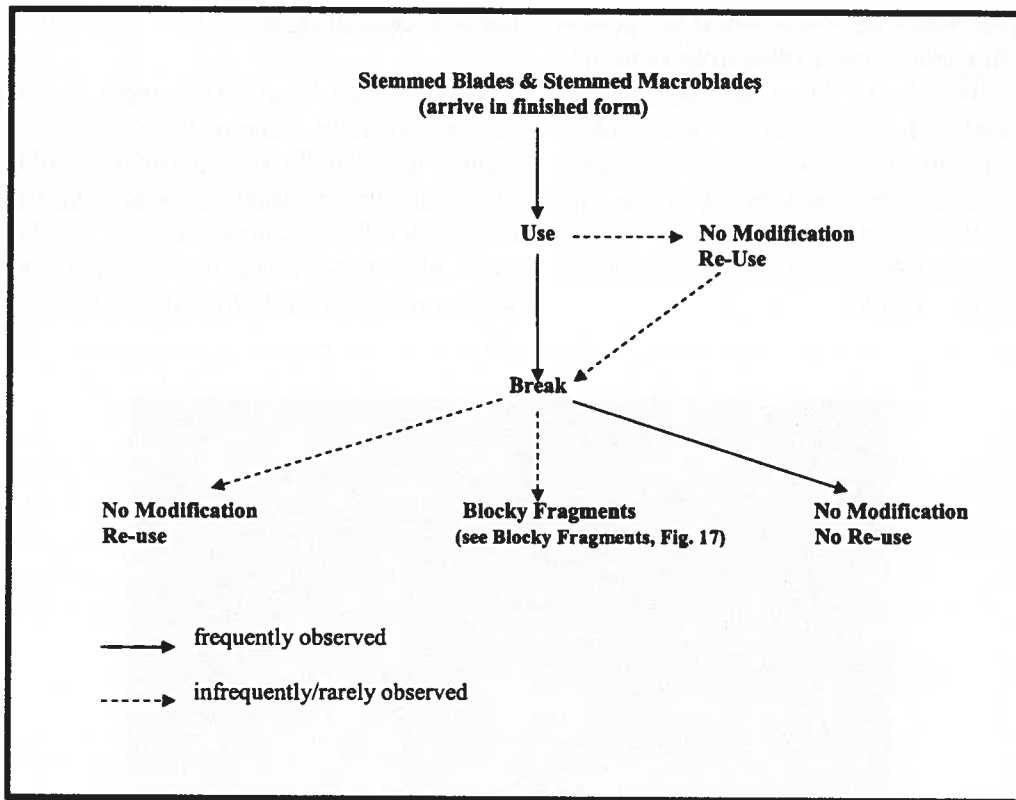 Stemmed Blades & Stemmed Macroblades
(arrive in finished form)
Use
No Modification
Re-Use
Break
No Modification
Re-use
Blocky Fragments
(see Blocky Fragments, Fig. 17)
No Modification
No Re-use
frequently observed
infrequently/rarely observed